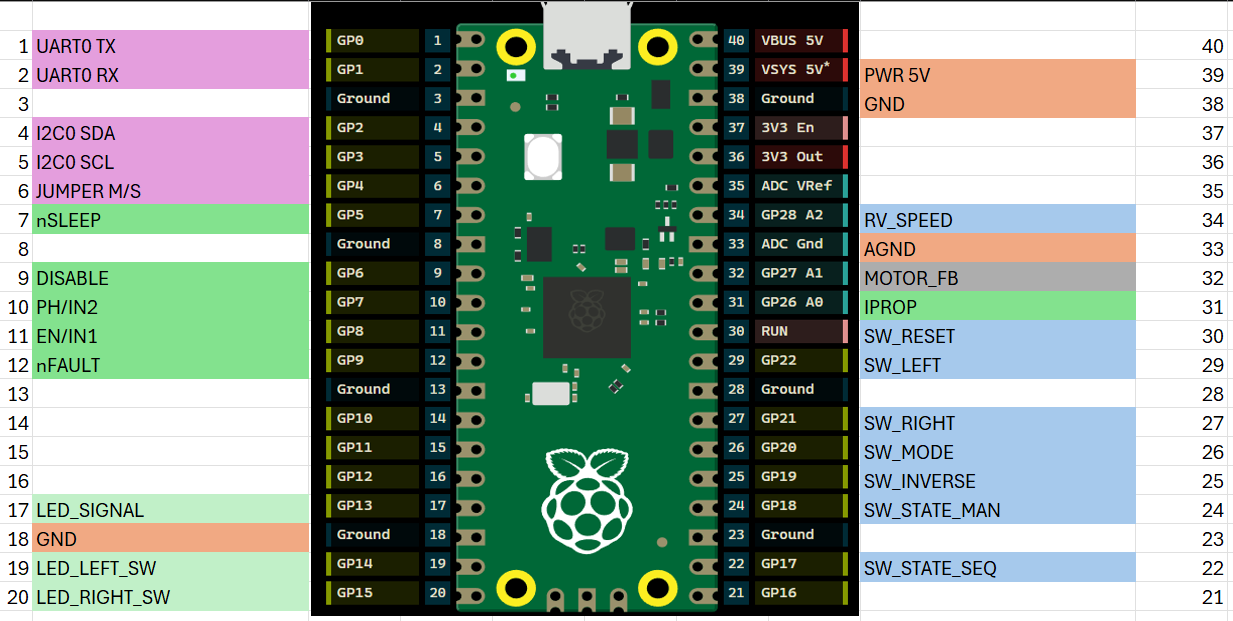 GP0 1 40 VBUS 5V 40
1 UART0 TX
GP1 2 39 VSYS 5V*
2 UART0 RX PWR 5V 39
Ground 3 38 Ground
3 GND 38
GP2 4 37 3V3 En
4 I2C0 SDA 37
GP3 5 36 3V3 Out
5 I2C0 SCL 36
GP4 6 35 ADC VRef
6 JUMPER M/S 35
GP5 7 34 GP28 A2
7 nSLEEP RV_SPEED 34
Ground 8 33 ADC Gnd
8 AGND 33
GP6 9 32 GP27 A1
9 DISABLE MOTOR_FB 32
GP7 10 31 GP26 A0
10 PH/IN2 IPROP 31
GP8 11 30 RUN
11 EN/IN1 SW_RESET 30
GP9 12 29 GP22
12 nFAULT SW_LEFT 29
Ground 13 28 Ground
13 28
GP10 14 27 GP21
14 SW_RIGHT 27
GP11 15 26 GP20
15 SW_MODE 26
GP12 16 25 GP19
16 SW_INVERSE 25
GP13 17 24 GP18
17 LED_SIGNAL SW_STATE_MAN 24
Ground 18 23 Ground
18 GND 23
GP14 19 22 GP17
19 LED_LEFT_SW SW_STATE_SEQ 22
GP15 20 21 GP16
20 LED_RIGHT_SW 21